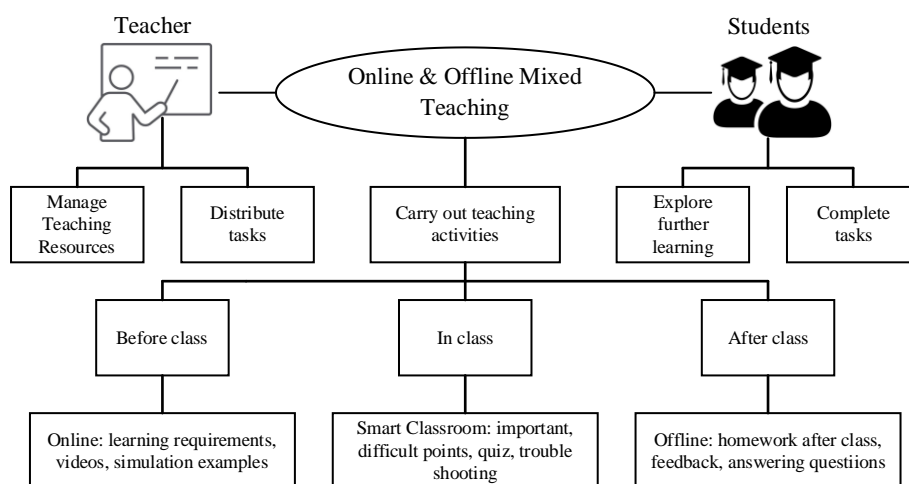 Teacher
Students
Online & Offline Mixed
Teaching
Manage
Teaching
Resources
Distribute
tasks
Carry out teaching
activities
Explore
further
learning
Complete
tasks
Before class
In class
After class
Online: learning requirements,
videos, simulation examples
Smart Classroom: important,
difficult points, quiz, trouble
shooting
Offline: homework after class,
feedback, answering questiions